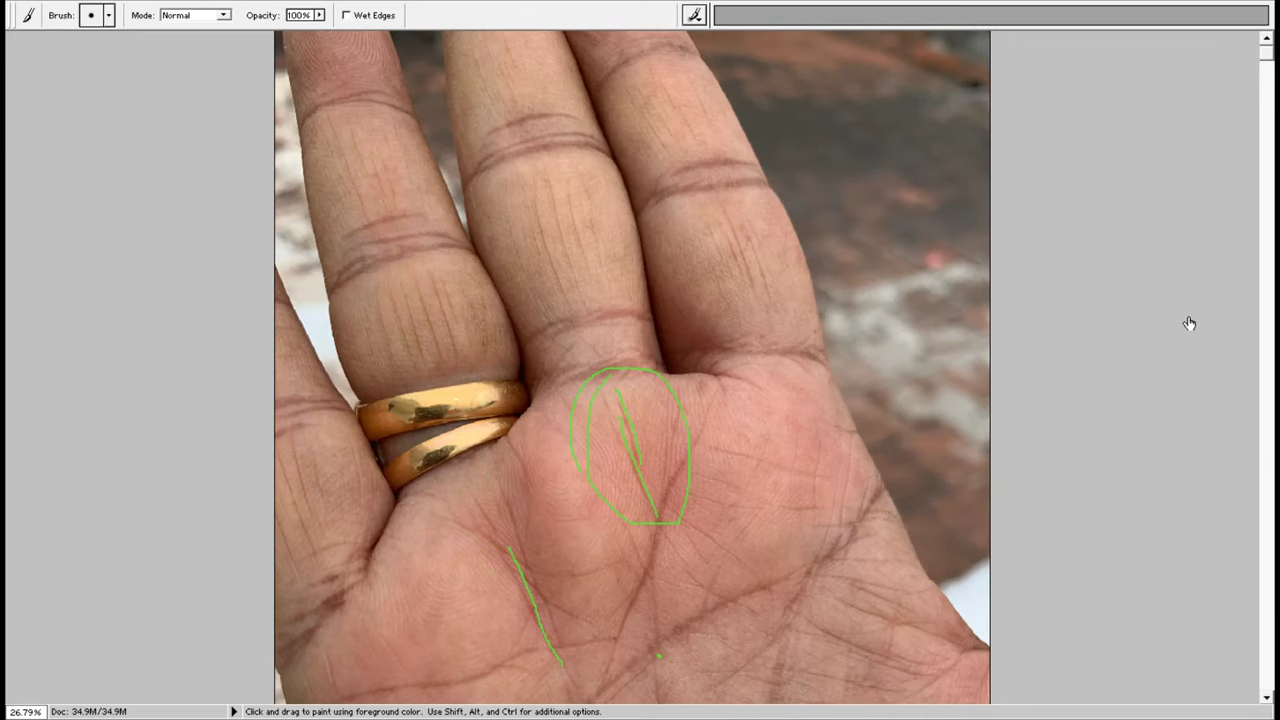 Brush: Mode: Normal Opacity: 100% Wet Edges
26.79% Doc: 34.9M/34.9M Click and drag to paint using foreground color. Use Shift, Alt, and Ctrl for additional options.